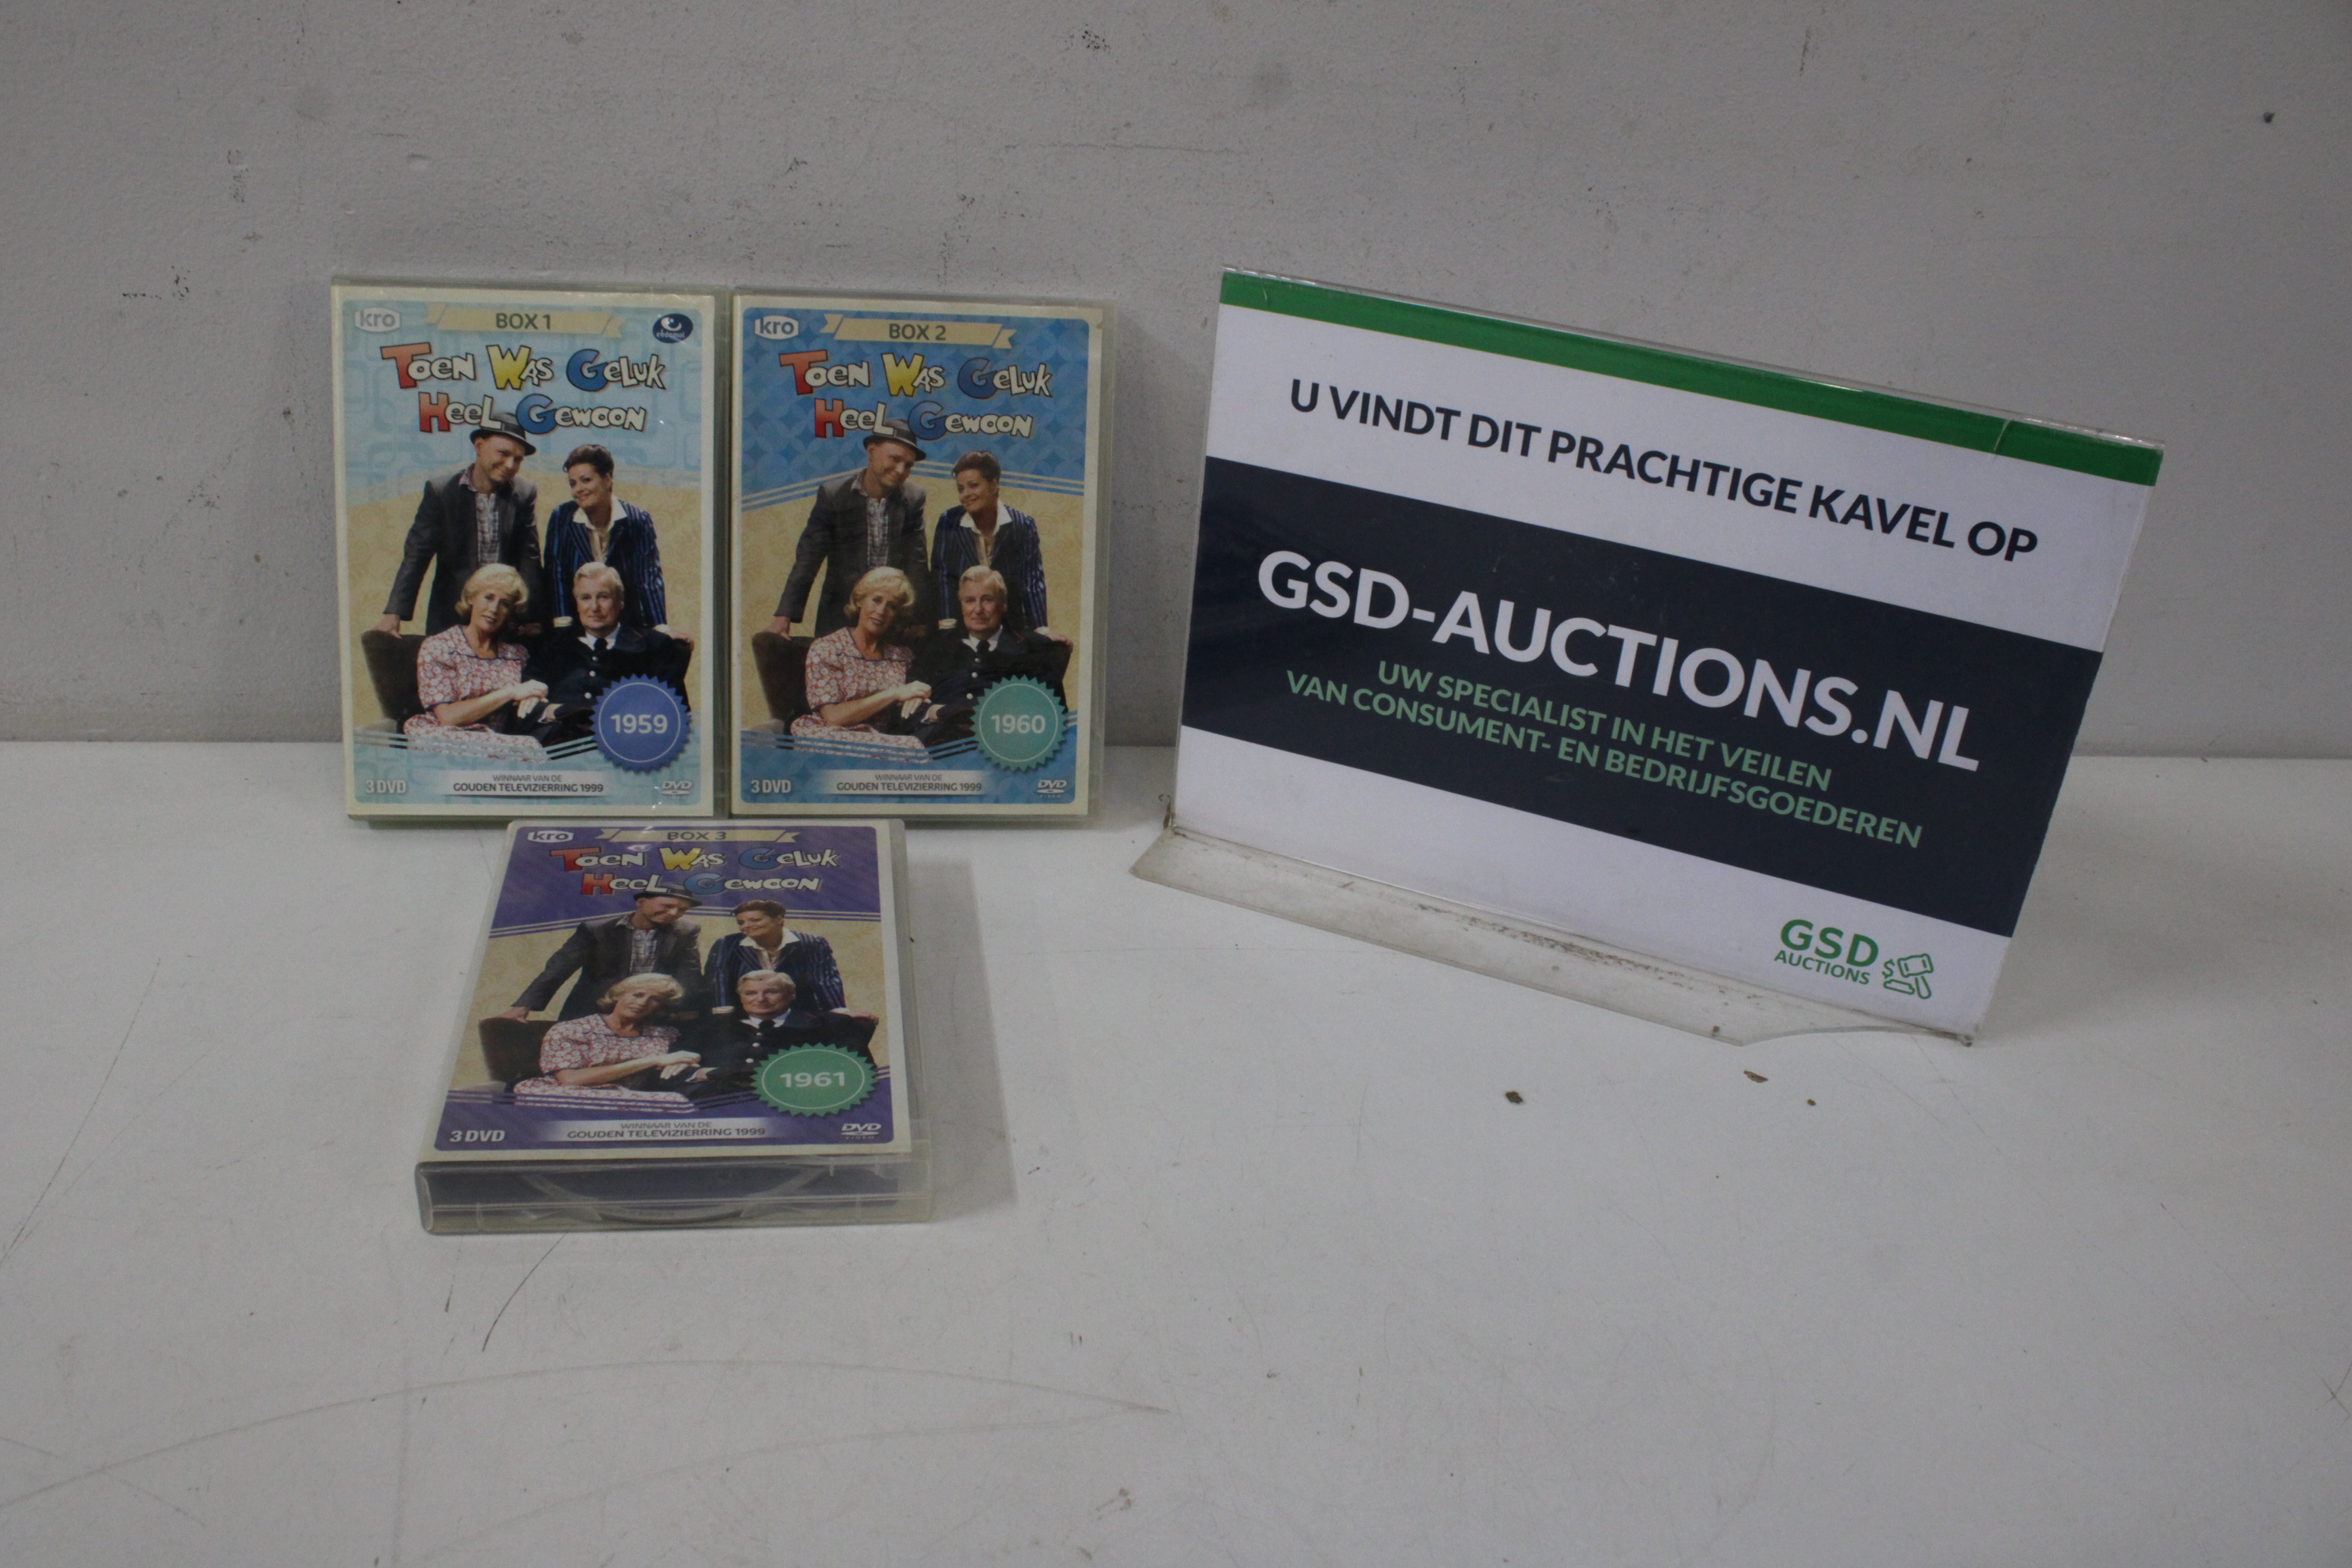 kro
BOX 1
Toen Was Geluk
Heel Gewoon
1959
3 DVD
WINNAAR VAN DE
GOUDEN TELEVIZIERRING 1999
DVD
kro
BOX 2
Toen Was Geluk
Heel Gewoon
1960
3 DVD
WINNAAR VAN DE
GOUDEN TELEVIZIERRING 1999
DVD
VIDEO
kro
BOX 3
Toen Was Geluk
Heel Gewoon
1961
3 DVD
WINNAAR VAN DE
GOUDEN TELEVIZIERRING 1999
DVD
VIDEO
U VINDT DIT PRACHTIGE KAVEL OP
GSD-AUCTIONS.NL
UW SPECIALIST IN HET VEILEN
VAN CONSUMENT- EN BEDRIJFSGOEDEREN
GSD
AUCTIONS